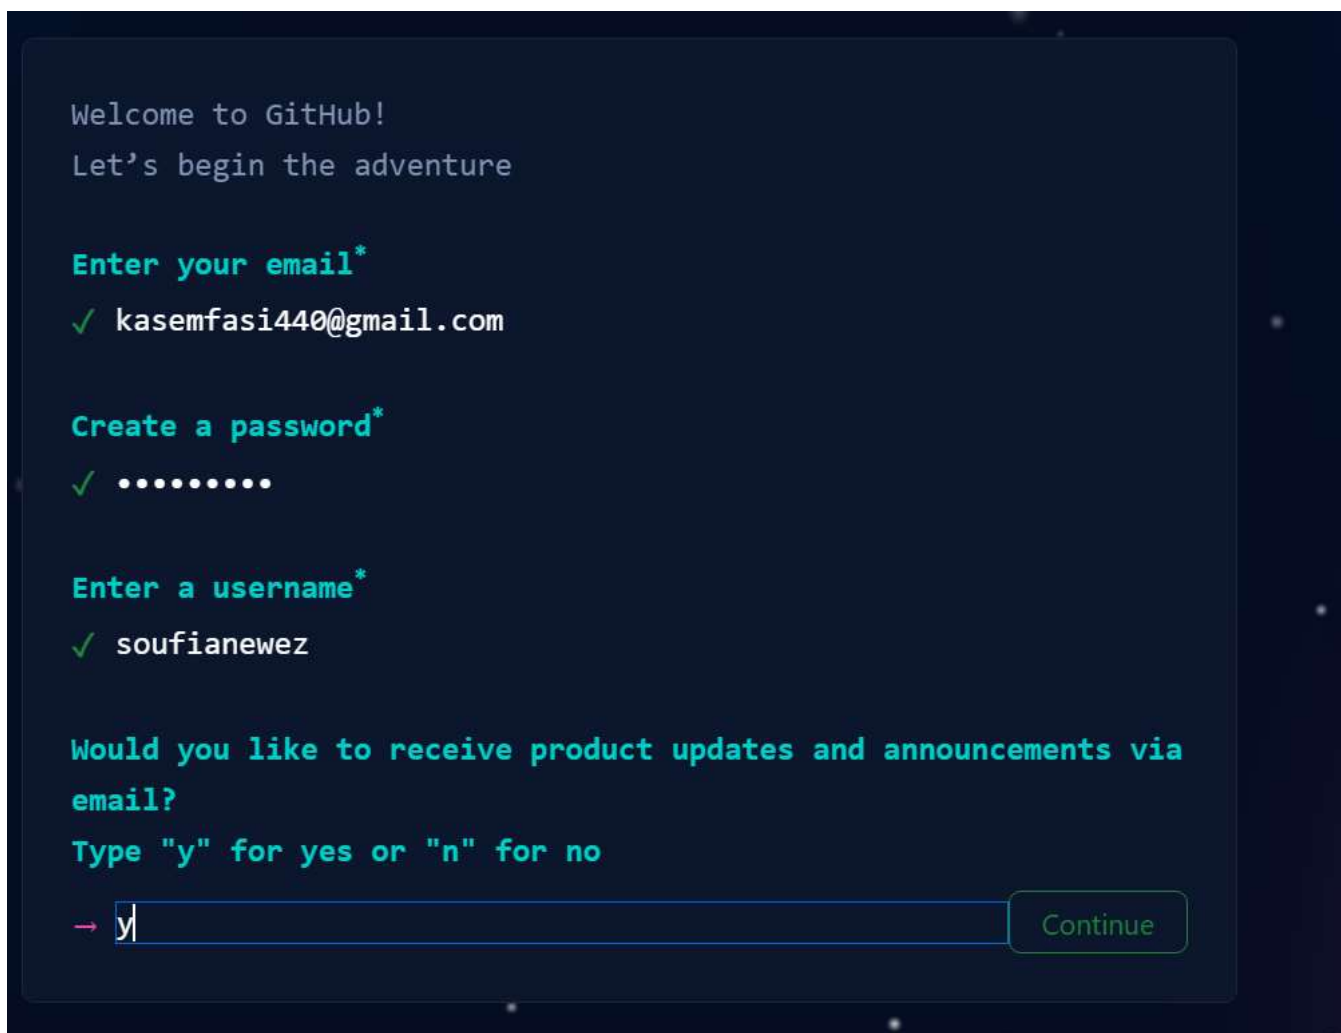 Welcome to GitHub!
Let’s begin the adventure
Enter your email*
✓ kasemfasi440@gmail.com
Create a password*
✓ •••••••••
Enter a username*
✓ soufianewez
Would you like to receive product updates and announcements via
email?
Type "y" for yes or "n" for no
→ y Continue